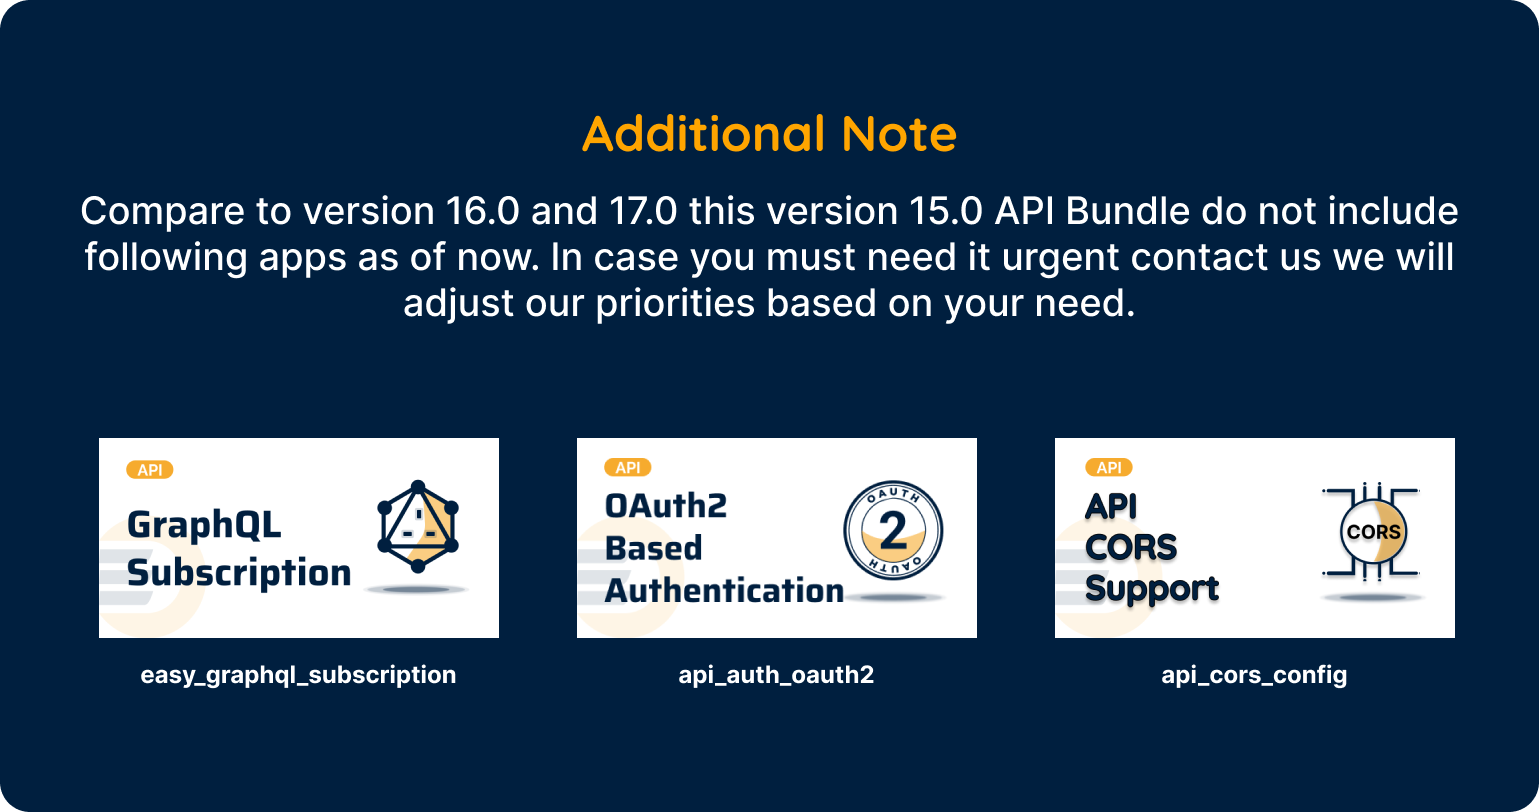 Additional Note
Compare to version 16.0 and 17.0 this version 15.0 API Bundle do not include
following apps as of now. In case you must need it urgent contact us we will
adjust our priorities based on your need.
API
GraphQL
Subscription
easy_graphql_subscription
API
OAuth2
Based
Authentication
OAUTH
2
OAUTH
api_auth_oauth2
API
API
CORS
Support
CORS
api_cors_config